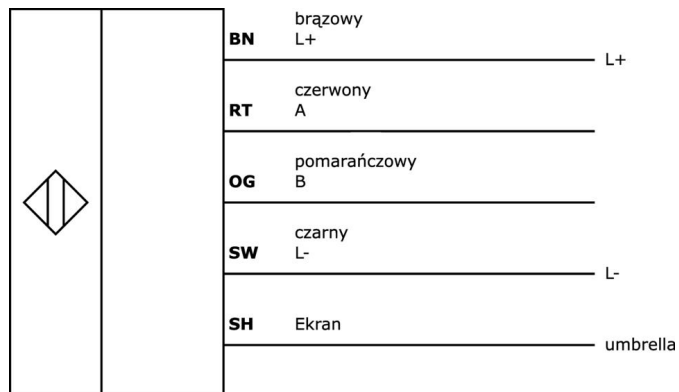 brązowy
BN L+
L+
czerwony
RT A
pomarańczowy
OG B
czarny
SW L-
L-
SH Ekran
umbrella